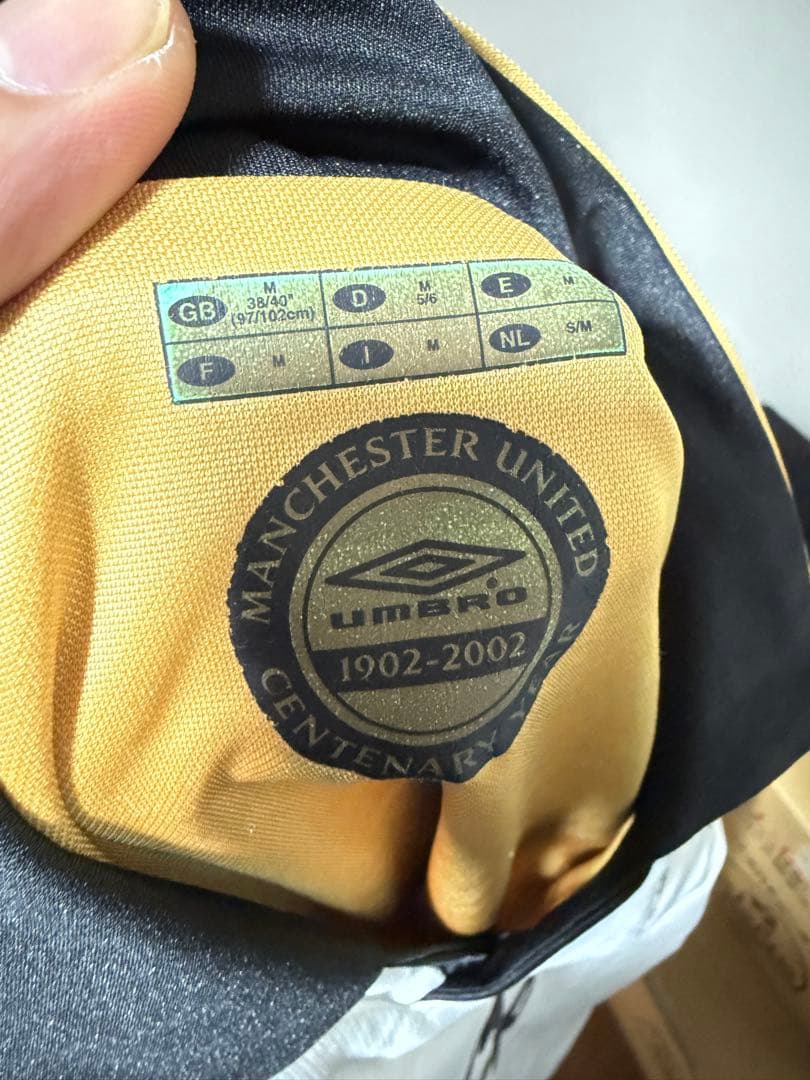 GB M 38/40" (97/102cm) D M 5/6 E M
F M I M NL S/M
MANCHESTER UNITED
UMBRO
1902-2002
CENTENARY YEAR